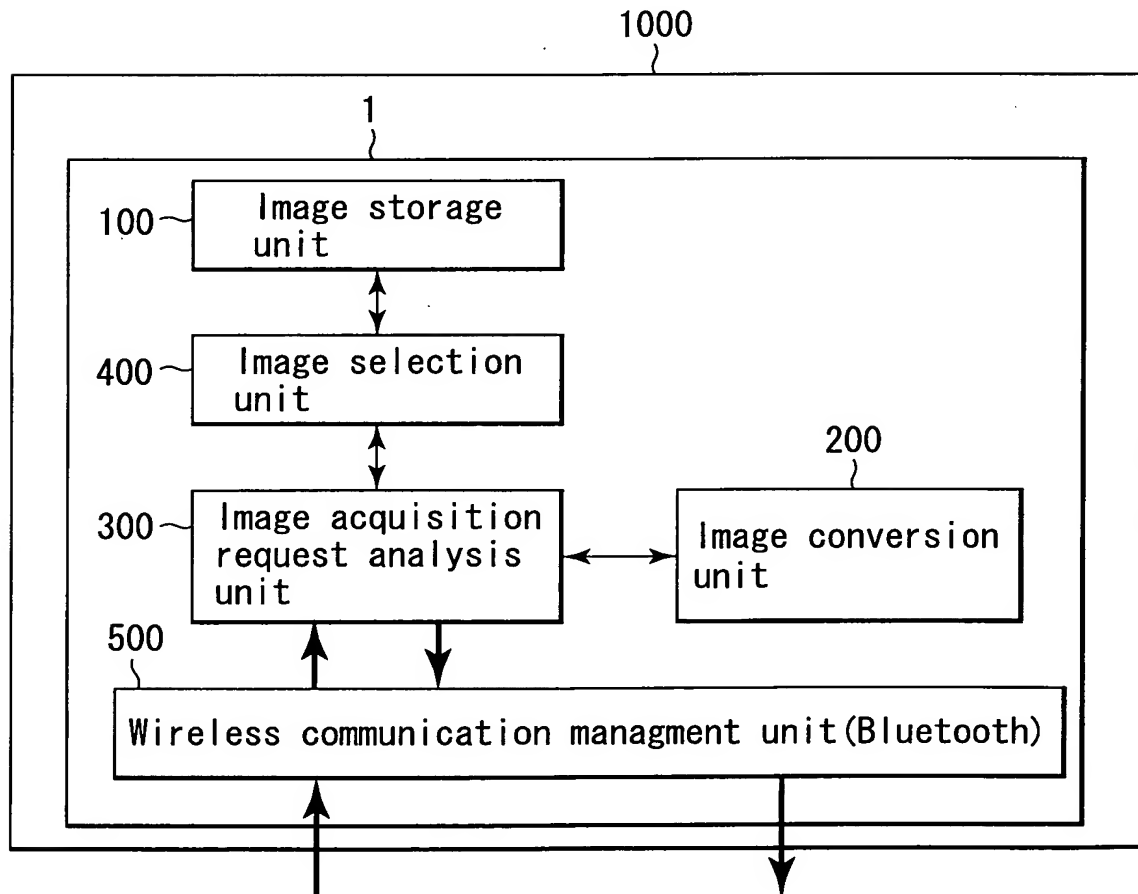 1000
1
100
Image storage
unit
400
Image selection
unit
200
300
Image acquisition
request analysis
unit
Image conversion
unit
500
Wireless communication managment unit(Bluetooth)